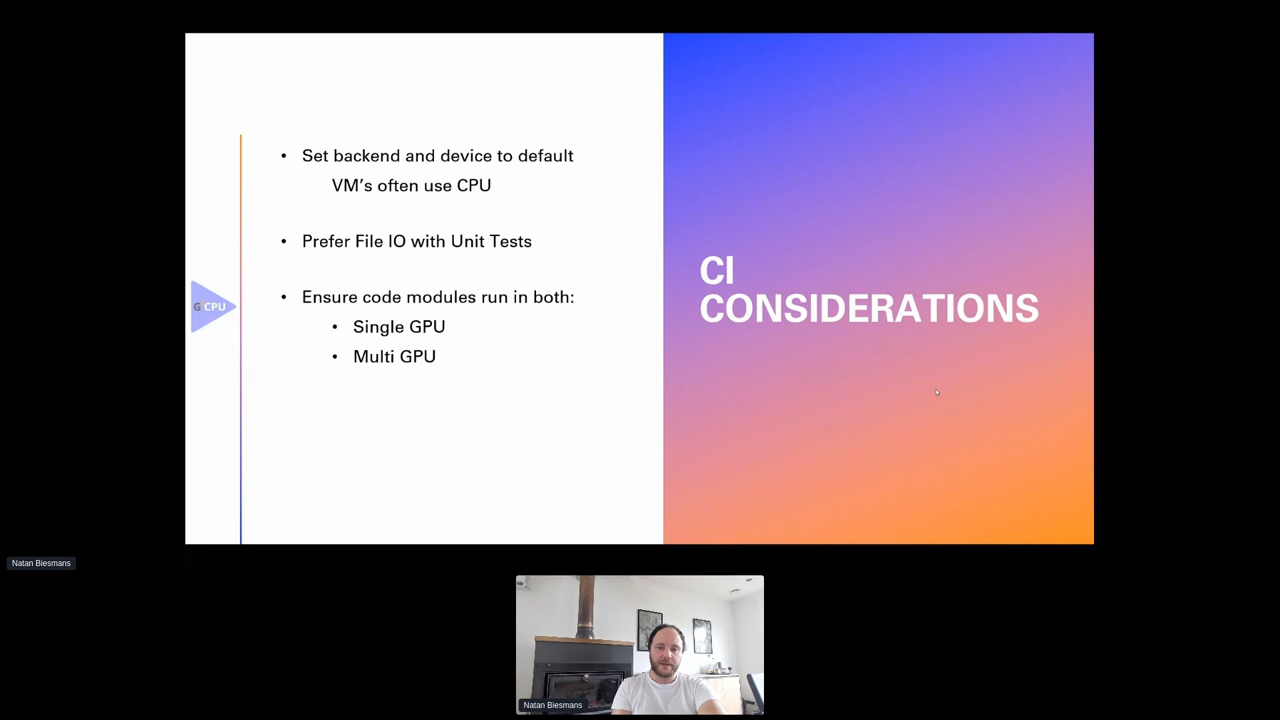 • Set backend and device to default
VM's often use CPU
• Prefer File IO with Unit Tests
• Ensure code modules run in both:
• Single GPU
• Multi GPU
G²CPU
CI
CONSIDERATIONS
Natan Biesmans
Natan Biesmans